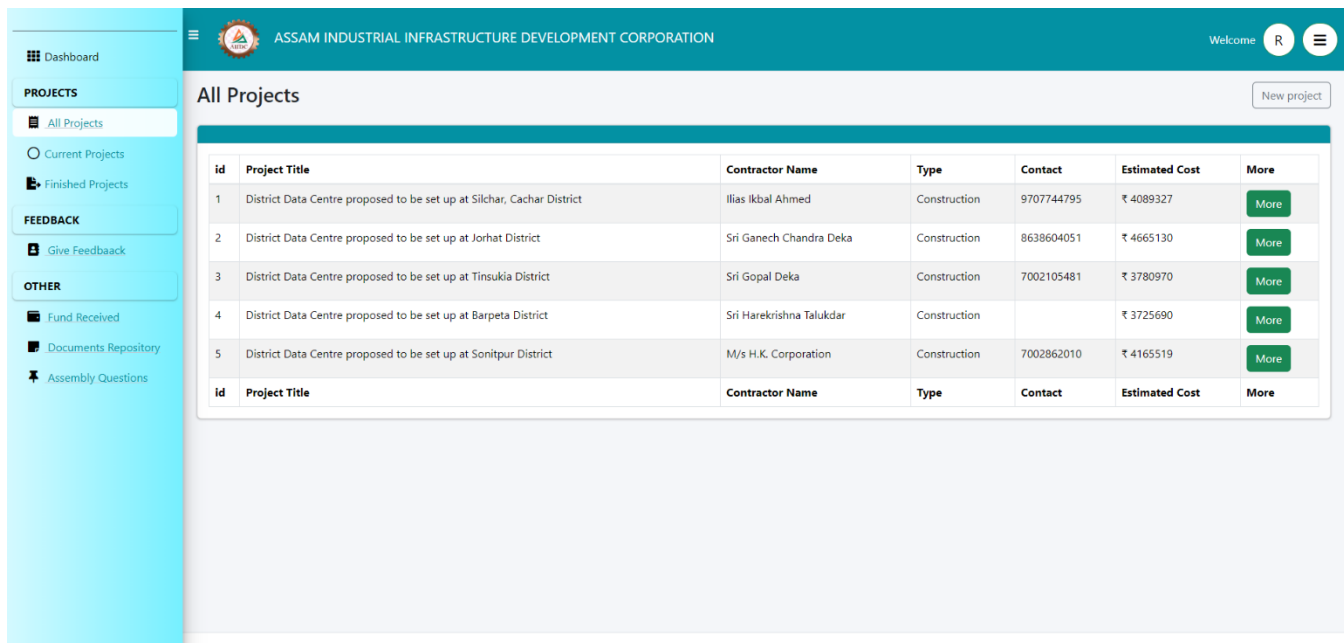 ASSAM INDUSTRIAL INFRASTRUCTURE DEVELOPMENT CORPORATION
Welcome R
Dashboard
PROJECTS
All Projects
Current Projects
Finished Projects
FEEDBACK
Give Feedbaack
OTHER
Fund Received
Documents Repository
Assembly Questions
All Projects
New project
id Project Title Contractor Name Type Contact Estimated Cost More
1 District Data Centre proposed to be set up at Silchar, Cachar District Ilias Ikbal Ahmed Construction 9707744795 ₹ 4089327 More
2 District Data Centre proposed to be set up at Jorhat District Sri Ganech Chandra Deka Construction 8638604051 ₹ 4665130 More
3 District Data Centre proposed to be set up at Tinsukia District Sri Gopal Deka Construction 7002105481 ₹ 3780970 More
4 District Data Centre proposed to be set up at Barpeta District Sri Harekrishna Talukdar Construction ₹ 3725690 More
5 District Data Centre proposed to be set up at Sonitpur District M/s H.K. Corporation Construction 7002862010 ₹ 4165519 More
id Project Title Contractor Name Type Contact Estimated Cost More